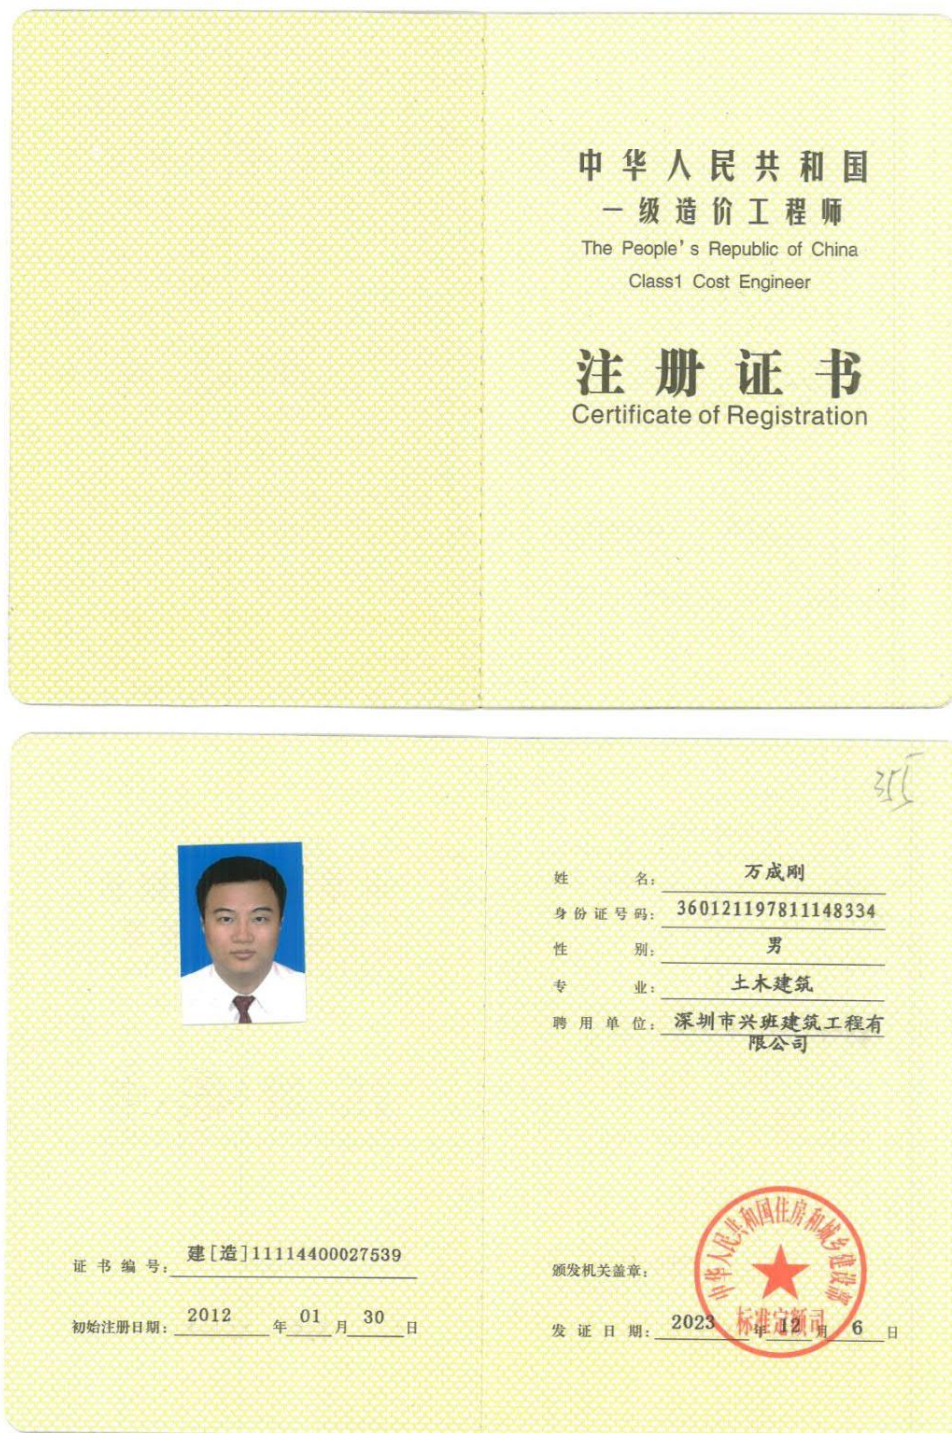 中华人民共和国
一级造价工程师
The People's Republic of China
Class1 Cost Engineer
注册证书
Certificate of Registration
355
姓名：万成刚
身份证号码：360121197811148334
性别：男
专业：土木建筑
聘用单位：深圳市兴班建筑工程有
限公司
证书编号：建[造]11114400027539
初始注册日期：2012年01月30日
颁发机关盖章：
中华人民共和国住房和城乡建设部
标准定额司
发证日期：2023年12月6日